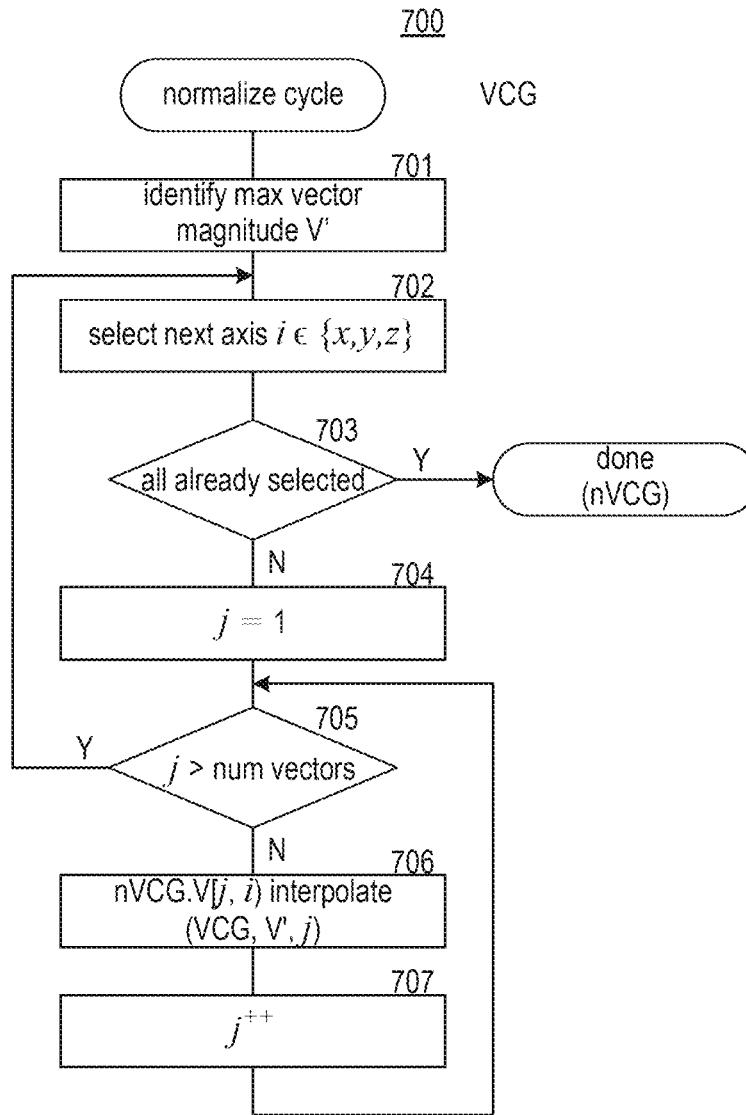 700
normalize cycle
VCG
701
identify max vector
magnitude V'
702
select next axis i ϵ {x,y,z}
703
all already selected
Y
done
(nVCG)
N
704
j = 1
705
Y
j > num vectors
N
706
nVCG.V[j, i) interpolate
(VCG, V', j)
707
j++